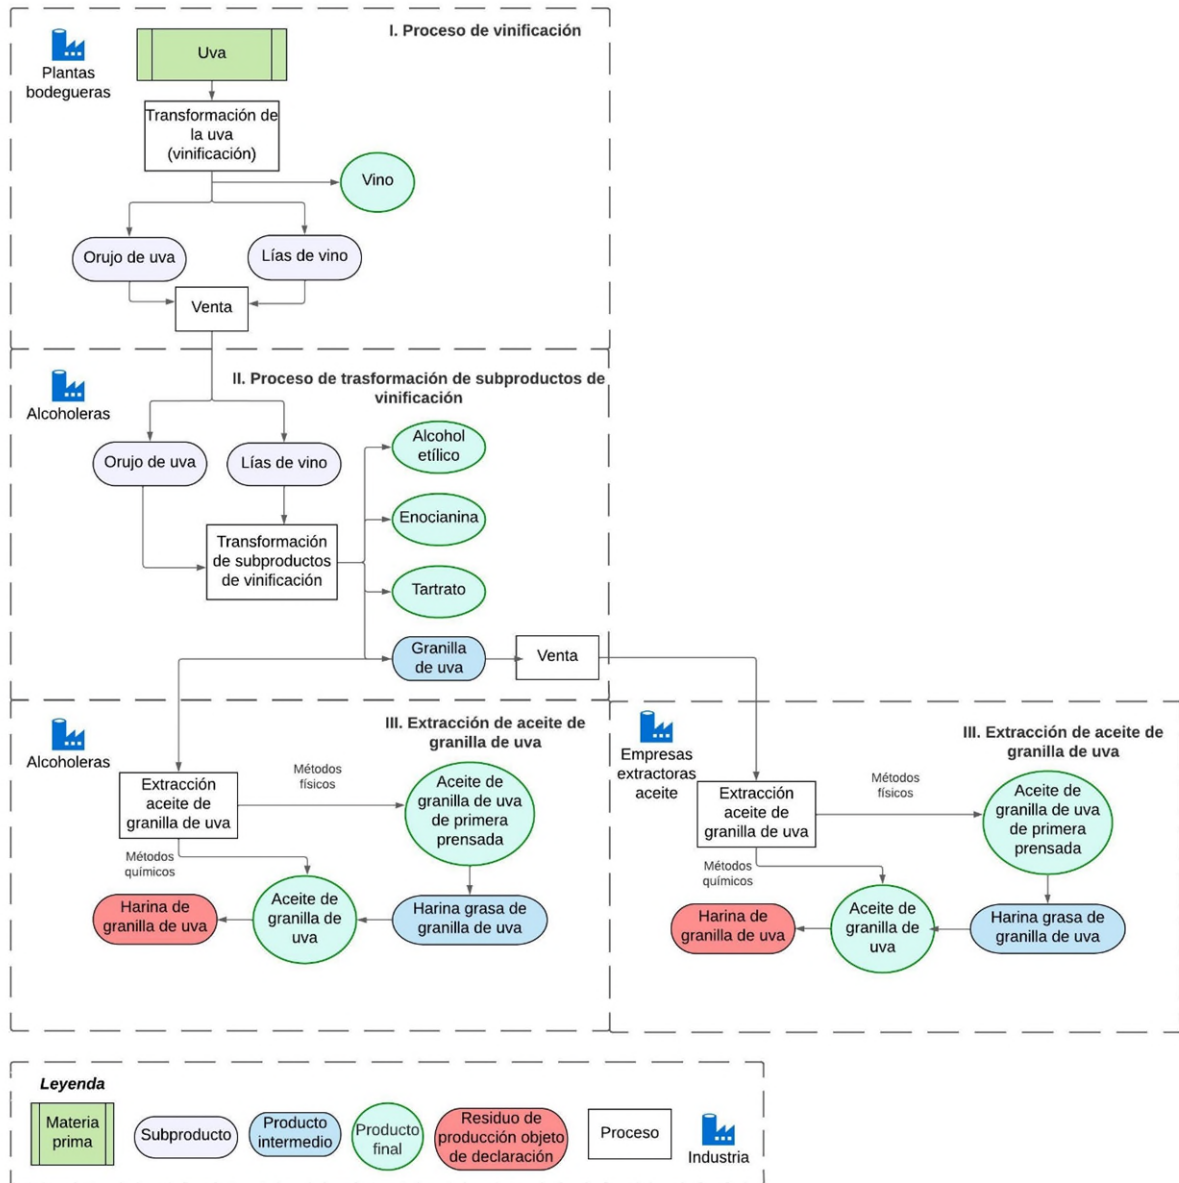 I. Proceso de vinificación
Plantas
bodegueras
Uva
Transformación de
la uva
(vinificación)
Vino
Orujo de uva
Lías de vino
Venta
II. Proceso de trasformación de subproductos de
vinificación
Alcoholeras
Orujo de uva
Lías de vino
Alcohol
etílico
Enocianina
Transformación
de subproductos
de vinificación
Tartrato
Granilla
de uva
Venta
III. Extracción de aceite de
granilla de uva
Alcoholeras
Extracción
aceite de
granilla de uva
Métodos
físicos
Aceite de
granilla de uva
de primera
prensada
Métodos
químicos
Harina de
granilla de uva
Aceite de
granilla de
uva
Harina grasa de
granilla de uva
III. Extracción de aceite de
granilla de uva
Empresas
extractoras
aceite
Extracción
aceite de
granilla de uva
Métodos
físicos
Aceite de
granilla de uva
de primera
prensada
Métodos
químicos
Harina de
granilla de uva
Aceite de
granilla de
uva
Harina grasa de
granilla de uva
Leyenda
Materia
prima
Subproducto
Producto
intermedio
Producto
final
Residuo de
producción objeto
de declaración
Proceso
Industria